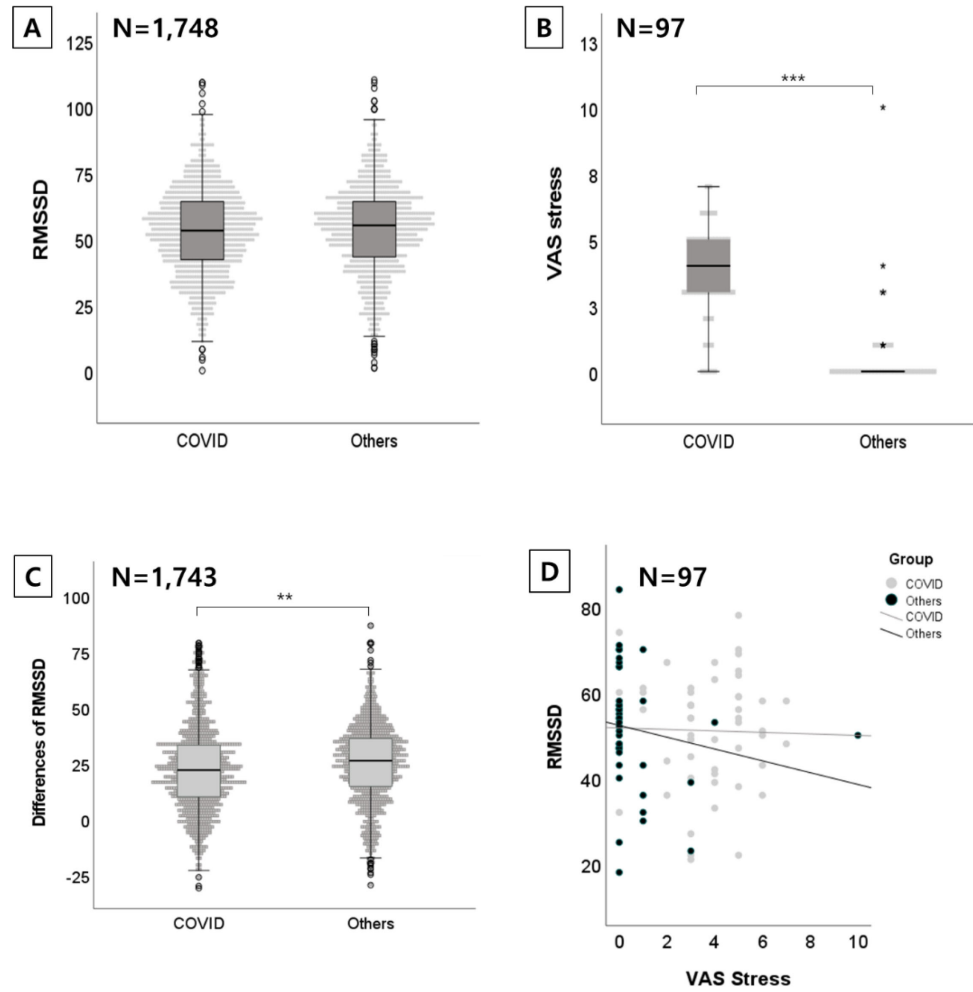 A
N=1,748
RMSSD
125
100
75
50
25
0
COVID
Others
B
N=97
VAS stress
13
10
8
5
3
0
***
*
*
*
*
COVID
Others
C
N=1,743
Differences of RMSSD
100
75
50
25
0
-25
**
COVID
Others
D
N=97
Group
COVID
Others
COVID
Others
RMSSD
80
60
40
20
0 2 4 6 8 10
VAS Stress